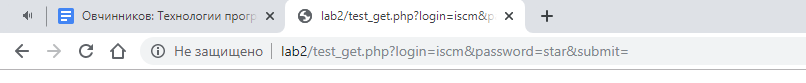 Овчинников: Технологии прогр
lab2/test_get.php?login=iscm&p
Не защищено
lab2/test_get.php?login=iscm&password=star&submit=